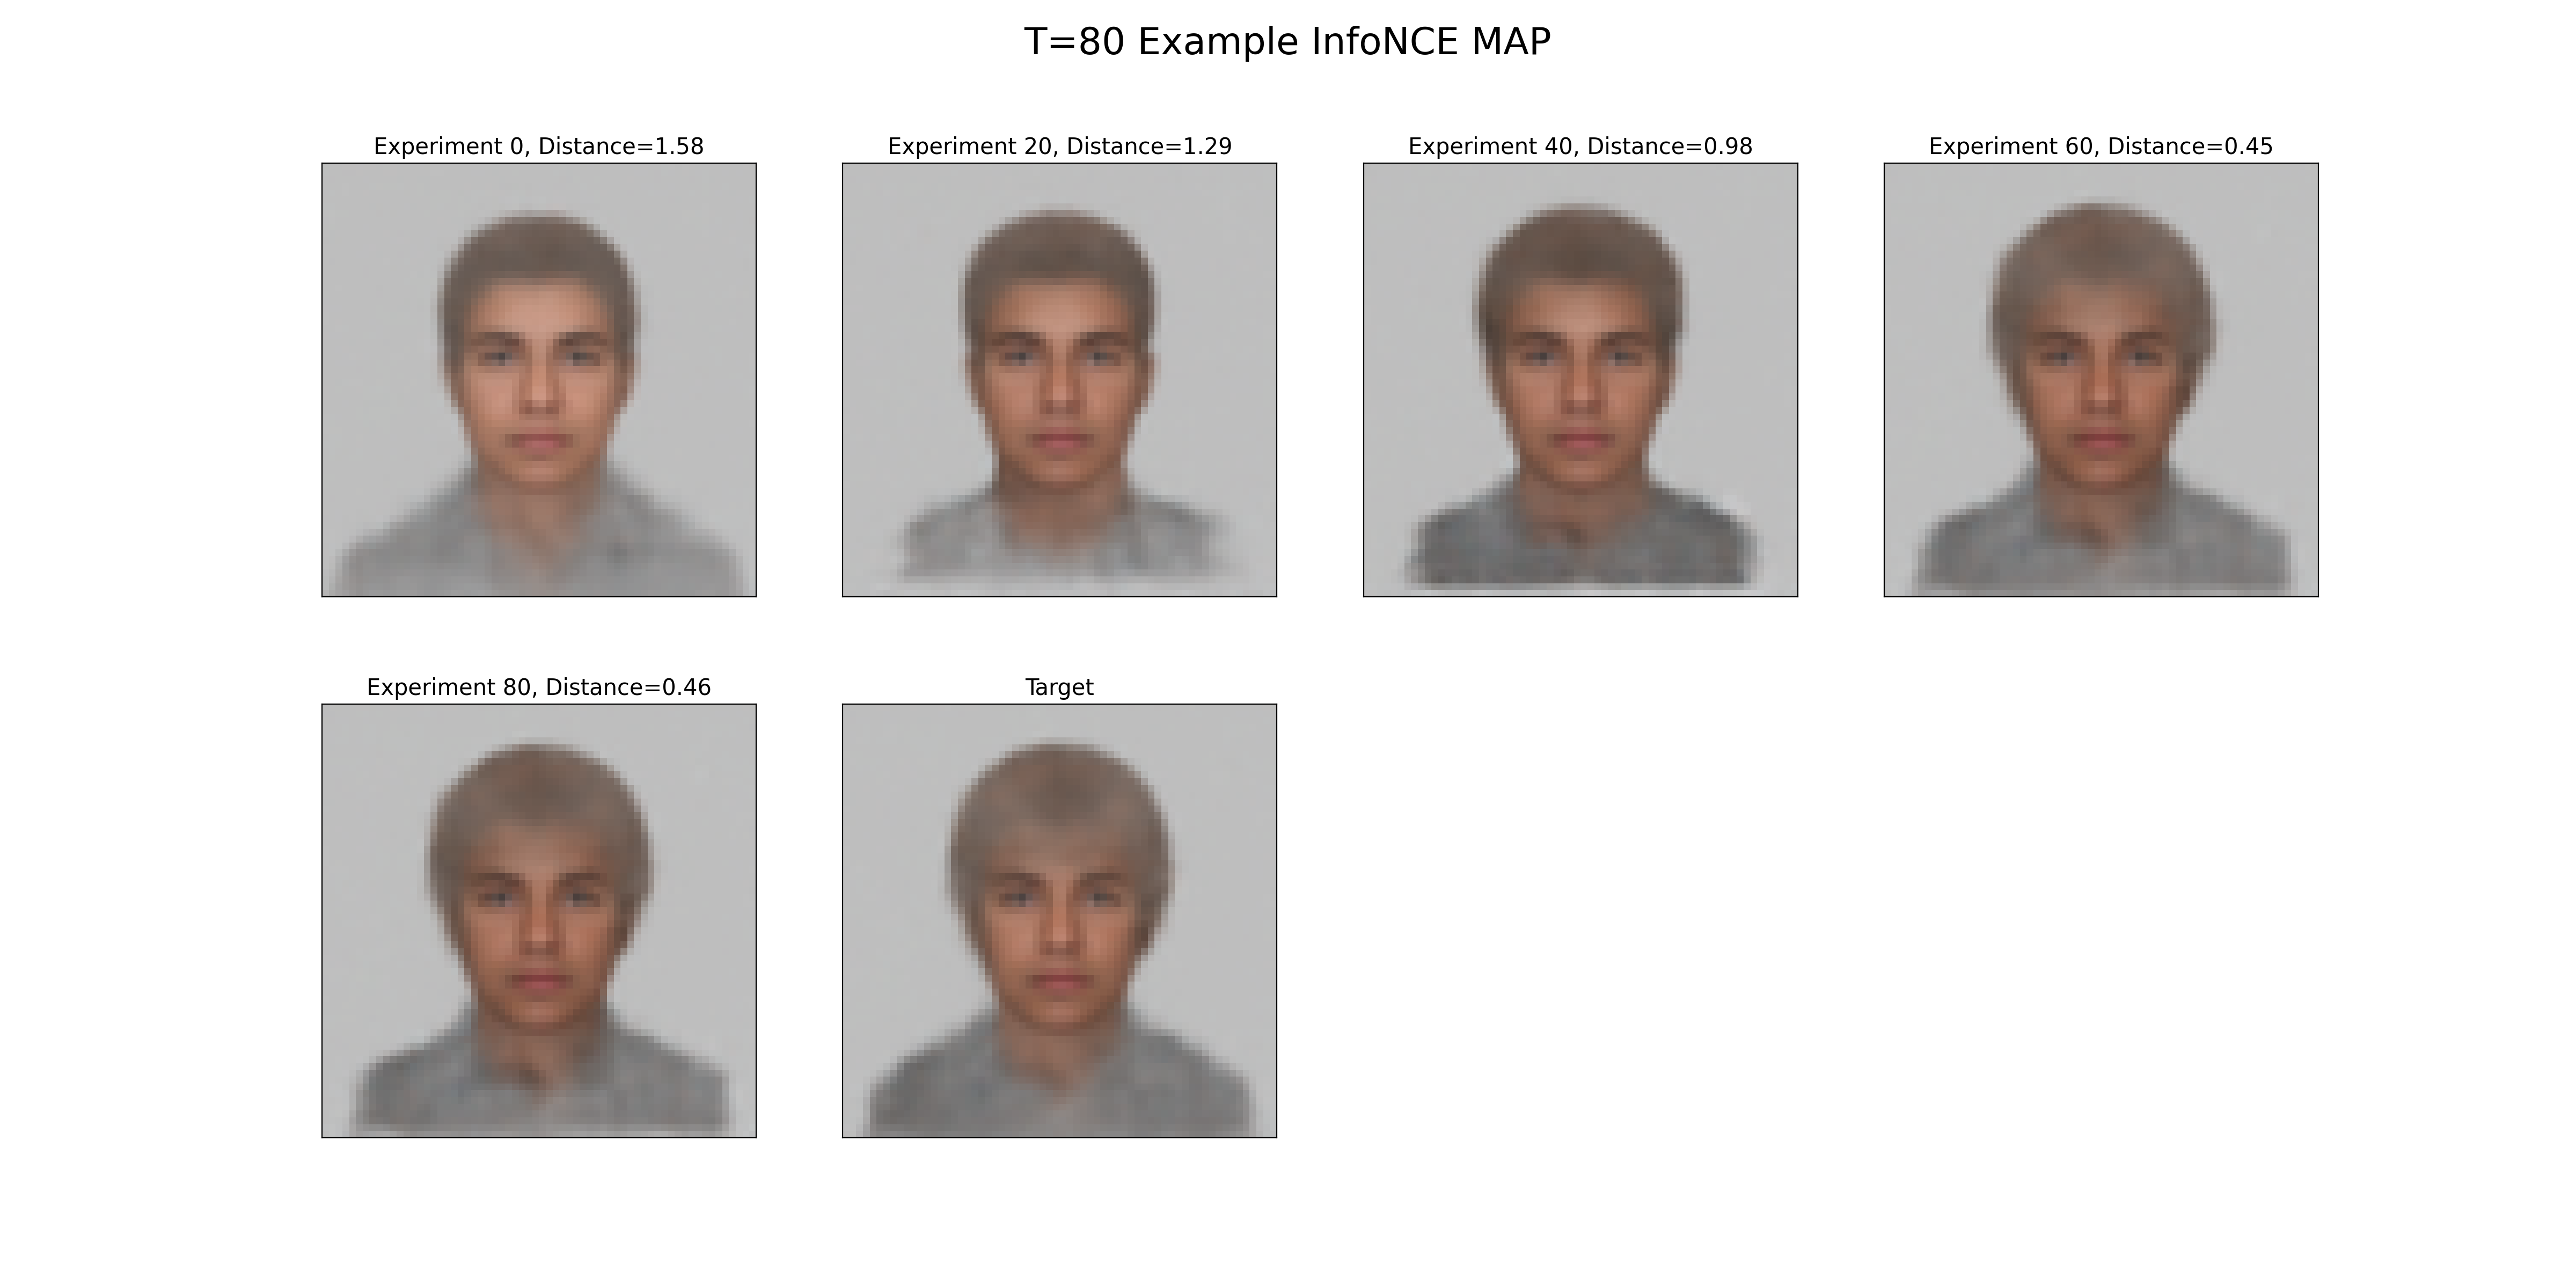 T=80 Example InfoNCE MAP
Experiment 0, Distance=1.58
Experiment 20, Distance=1.29
Experiment 40, Distance=0.98
Experiment 60, Distance=0.45
Experiment 80, Distance=0.46
Target